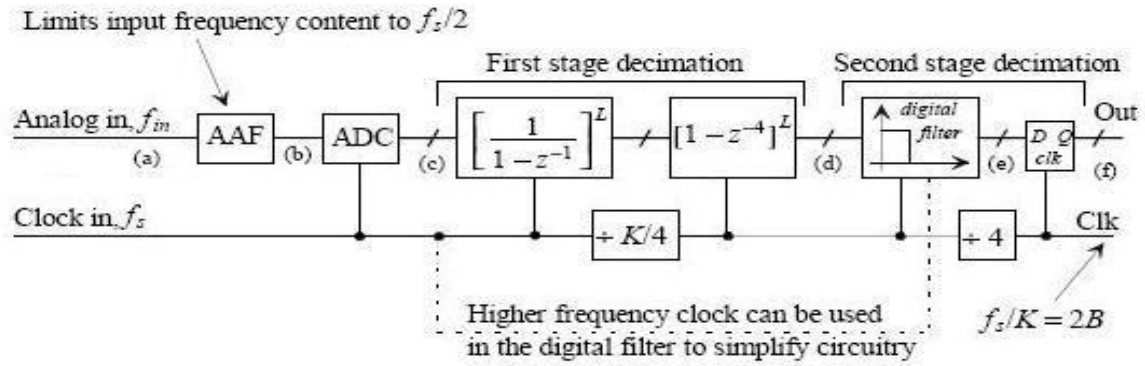 Limits input frequency content to f_s/2
First stage decimation
Second stage decimation
Analog in, f_in
(a)
AAF
(b)
ADC
(c)
[1/(1 − z^−1)]^L
[1 − z^−4]^L
(d)
digital
filter
(e)
D Q
clk
Out
(f)
Clock in, f_s
÷ K/4
÷ 4
Clk
Higher frequency clock can be used
in the digital filter to simplify circuitry
f_s/K = 2B